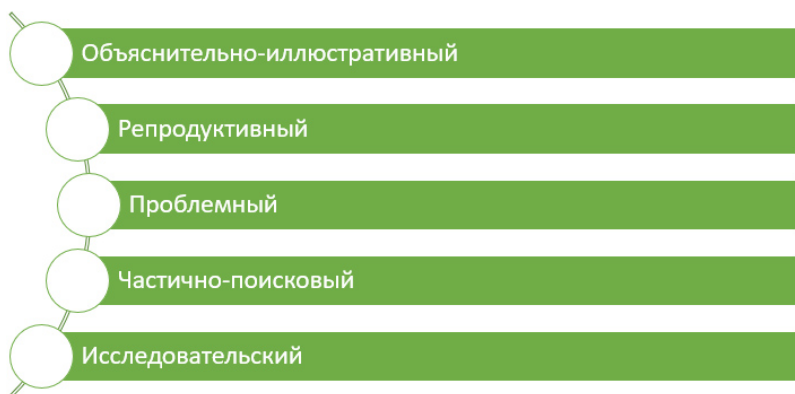 Объяснительно-иллюстративный
Репродуктивный
Проблемный
Частично-поисковый
Исследовательский